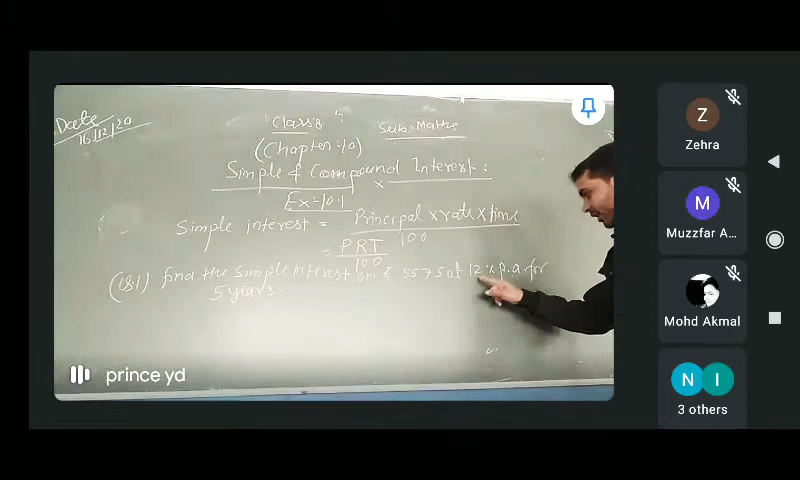 Date
16/12/20
"Class 8"
Sub = Maths
(Chapter:10)
Simple & Compound Interest:
Ex-10.1
Simple interest = Principal x rate x time
100
= PRT
100
(Q1) find the simple interest on ₹ 5575 at 12 % p.a. for
5 years.
prince yd
Z
Zehra
M
Muzzfar A...
Mohd Akmal
N I
3 others